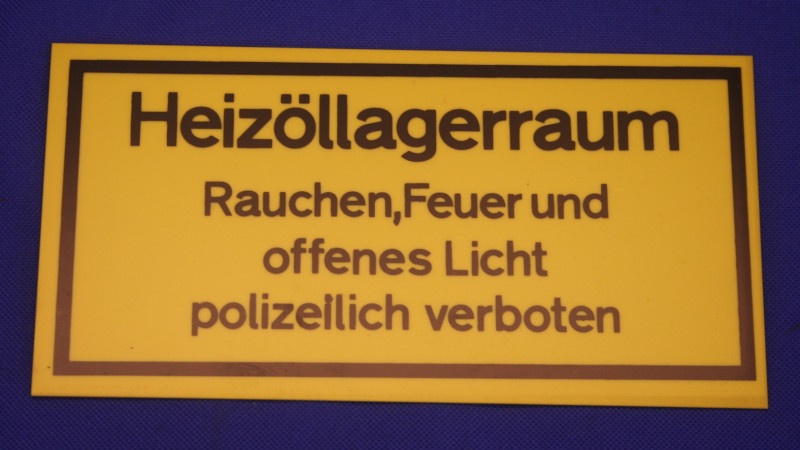 Heizöllagerraum
Rauchen,Feuer und
offenes Licht
polizeilich verboten